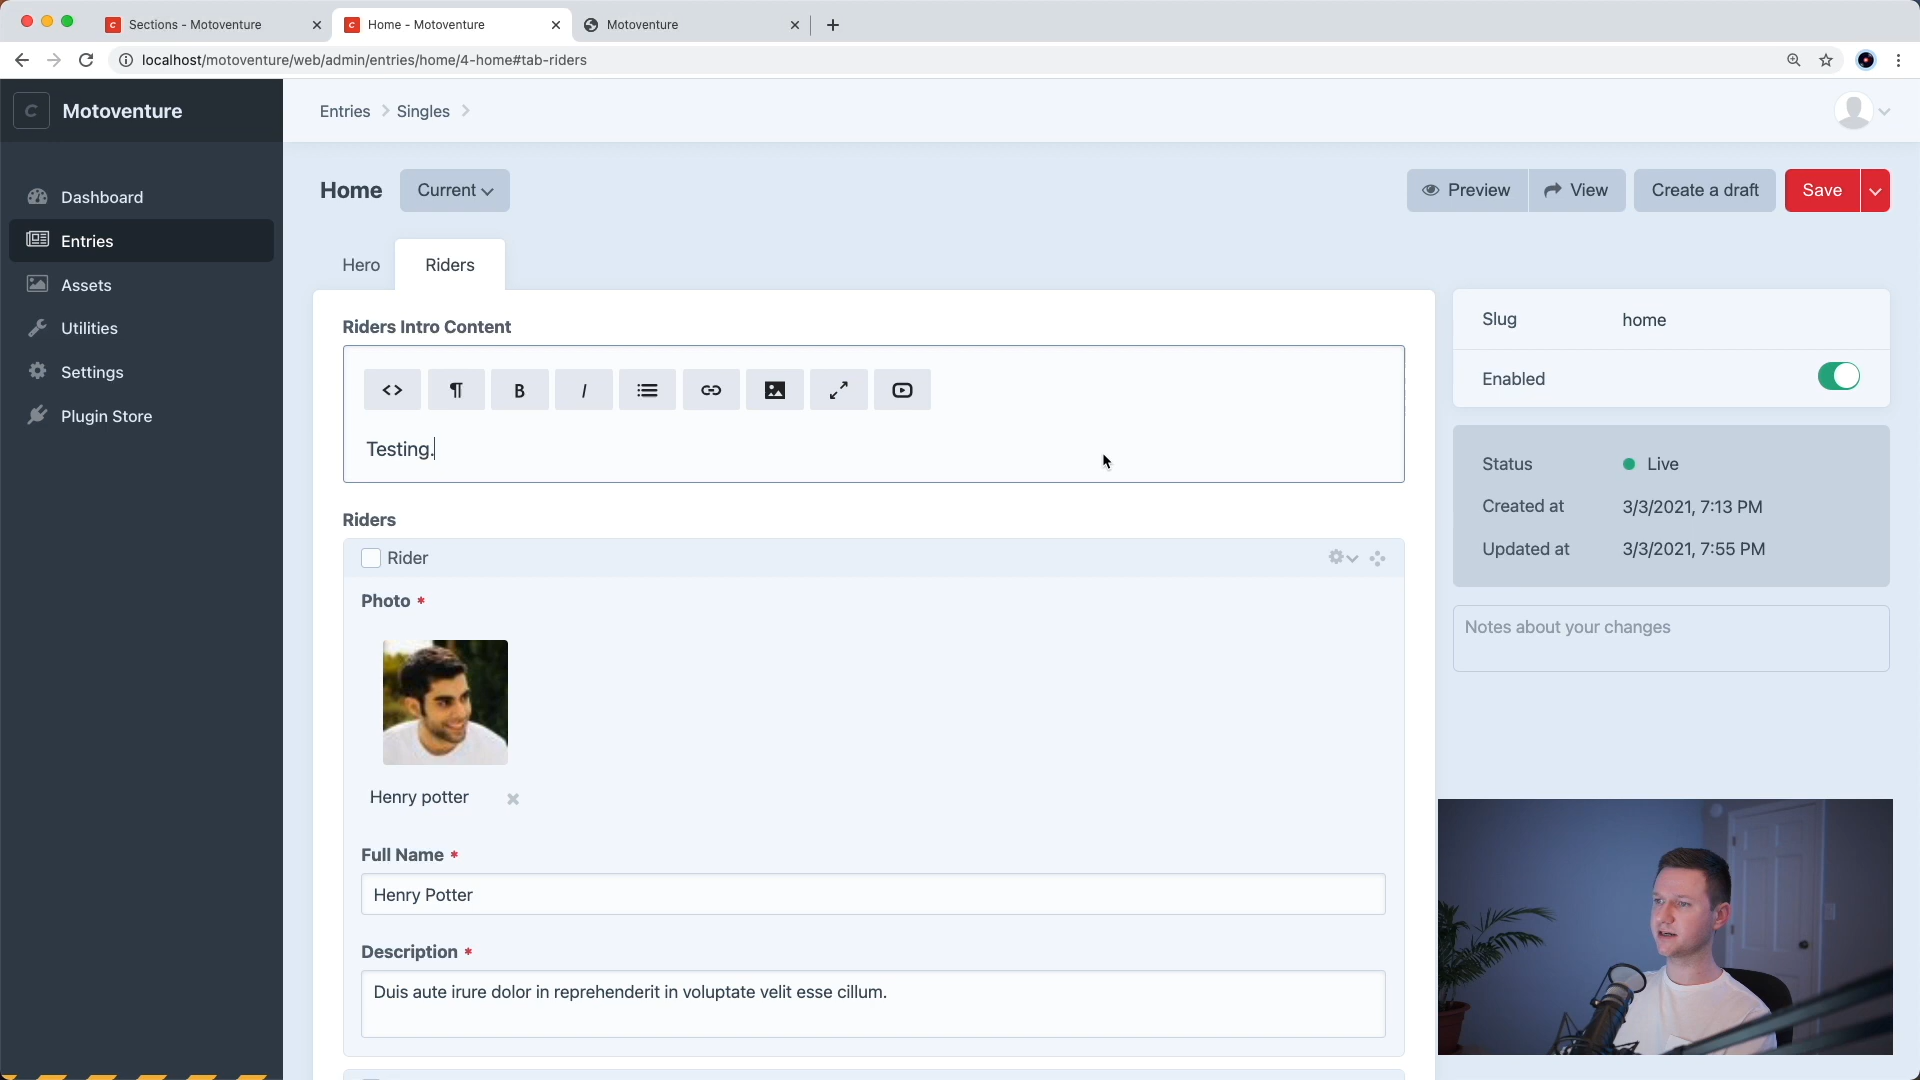 Sections - Motoventure
Home - Motoventure
Motoventure
localhost/motoventure/web/admin/entries/home/4-home#tab-riders
C
Motoventure
Entries
Singles
Dashboard
Entries
Assets
Utilities
Settings
Plugin Store
Home
Current
Preview
View
Create a draft
Save
Hero
Riders
Riders Intro Content
B
I
Testing.
Riders
Rider
Photo *
Henry potter
Full Name *
Henry Potter
Description *
Duis aute irure dolor in reprehenderit in voluptate velit esse cillum.
Slug
home
Enabled
Status
Live
Created at
3/3/2021, 7:13 PM
Updated at
3/3/2021, 7:55 PM
Notes about your changes